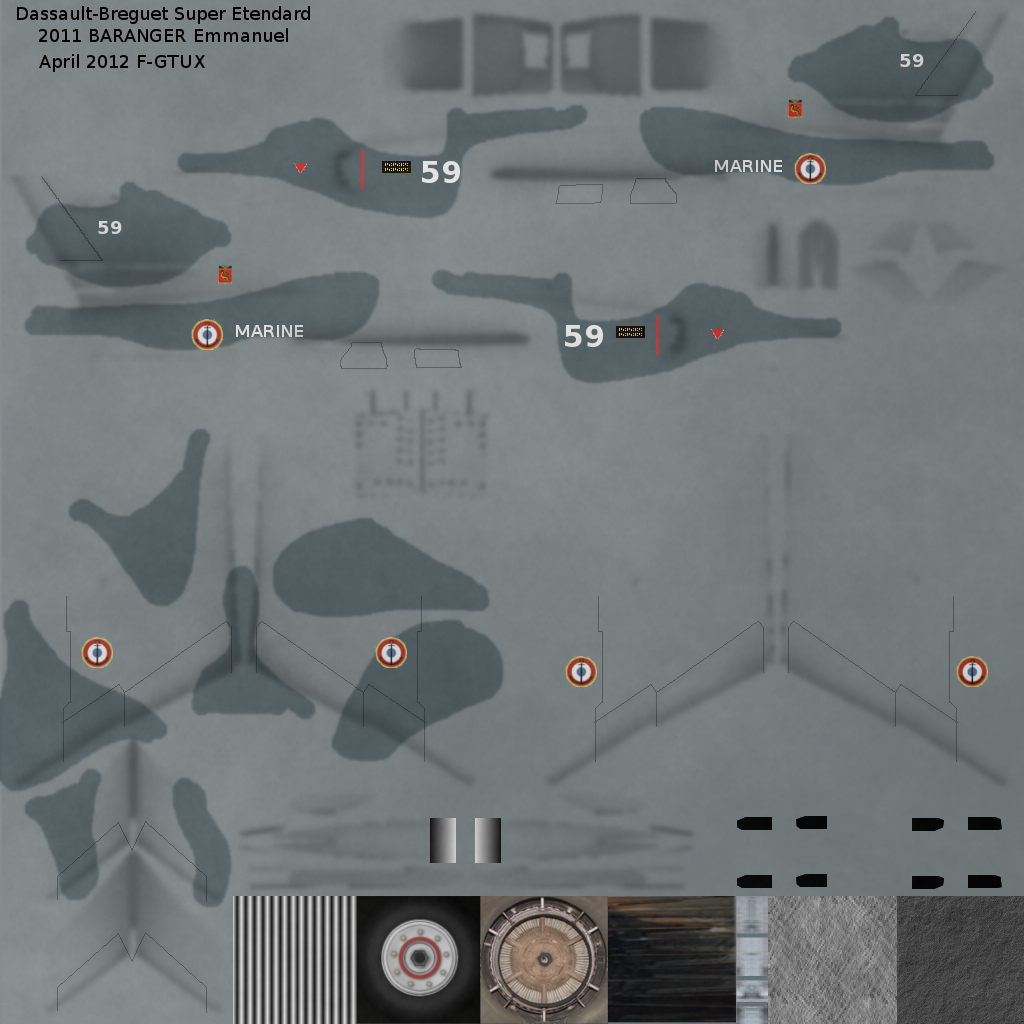 Dassault-Breguet Super Etendard
2011 BARANGER Emmanuel
April 2012 F-GTUX
59
59
MARINE
59
MARINE
59